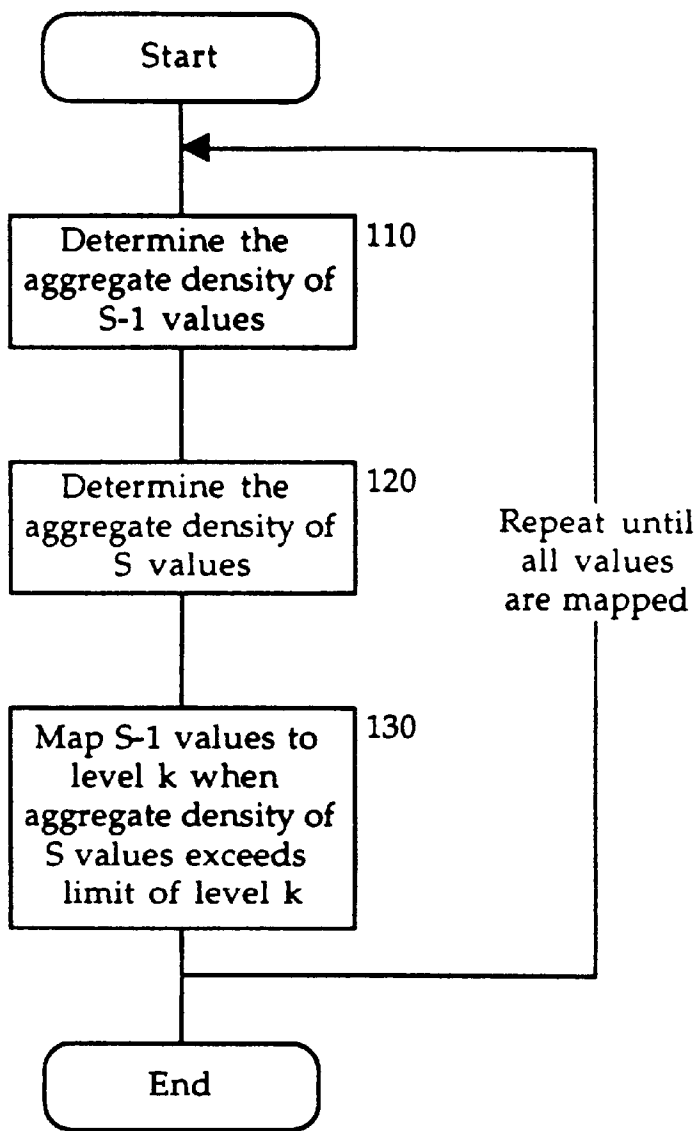 Start
Determine the
aggregate density of
S-1 values
110
Determine the
aggregate density of
S values
120
Repeat until
all values
are mapped
Map S-1 values to
level k when
aggregate density of
S values exceeds
limit of level k
130
End